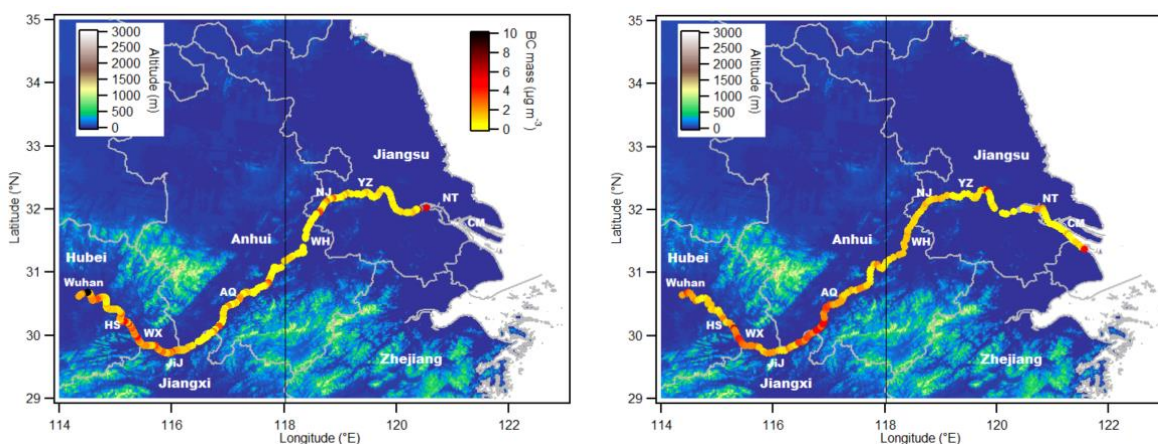 35
34
33
32
31
30
29
Latitude (°N)
3000
2500
2000
1500
1000
500
0
Altitude (m)
10
8
6
4
2
0
BC mass (µg m⁻³)
Jiangsu
NJ
YZ
NT
CM
Anhui
WH
Hubei
Wuhan
AQ
HS
WX
JJ
Jiangxi
Zhejiang
114
116
118
120
122
Longitude (°E)
35
34
33
32
31
30
29
Latitude (°N)
3000
2500
2000
1500
1000
500
0
Altitude (m)
Jiangsu
NJ
YZ
NT
CM
Anhui
WH
Hubei
Wuhan
AQ
HS
WX
JJ
Jiangxi
Zhejiang
114
116
118
120
122
Longitude (°E)